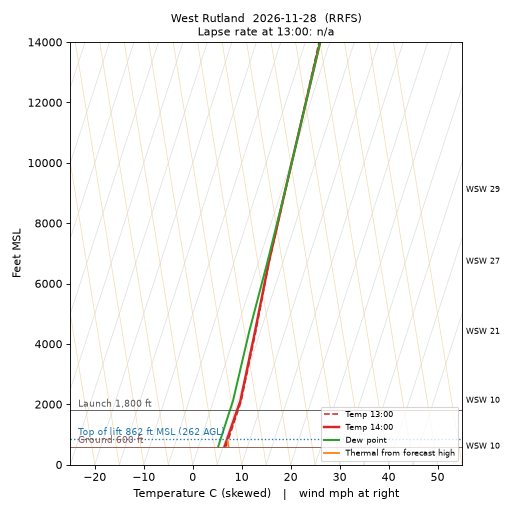 West Rutland  2026-11-28  (RRFS)
Lapse rate at 13:00: n/a
14000
12000
10000
8000
6000
4000
2000
0
Feet MSL
WSW 29
WSW 27
WSW 21
WSW 10
WSW 10
Launch 1,800 ft
Top of lift 862 ft MSL (262 AGL)
Ground 600 ft
Temp 13:00
Temp 14:00
Dew point
Thermal from forecast high
−20 −10 0 10 20 30 40 50
Temperature C (skewed)   |   wind mph at right